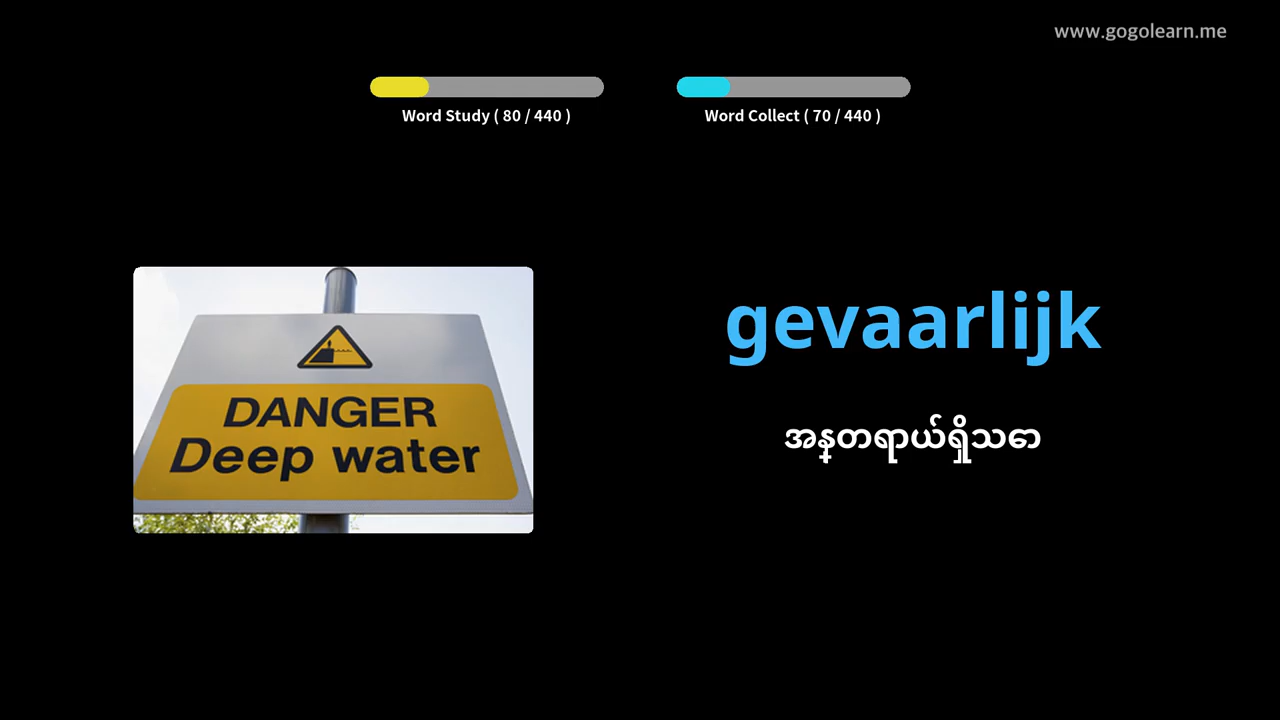 www.gogolearn.me
Word Study ( 80 / 440 )
Word Collect ( 70 / 440 )
DANGER
Deep water
gevaarlijk
အန္တရာယ်ရှိသော